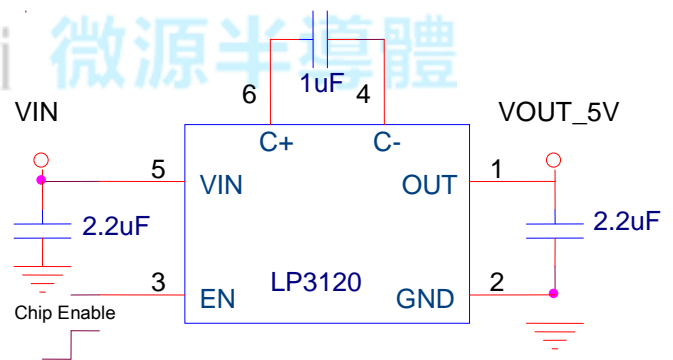 i 微源半導體
1uF
6
4
VIN
VOUT_5V
C+
C-
5
VIN
OUT
1
2.2uF
2.2uF
LP3120
3
EN
GND
2
Chip Enable